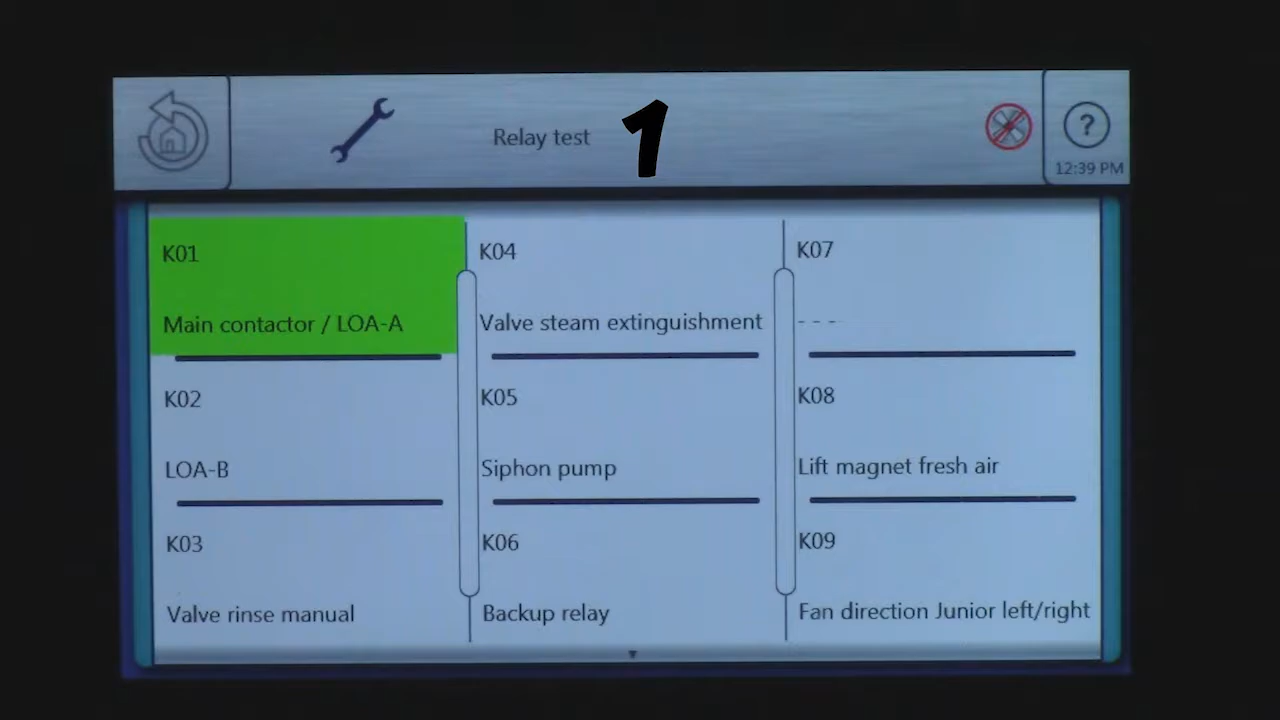 Relay test
1
?
12:39 PM
K01
Main contactor / LOA-A
K02
LOA-B
K03
Valve rinse manual
K04
Valve steam extinguishment
K05
Siphon pump
K06
Backup relay
K07
----
K08
Lift magnet fresh air
K09
Fan direction Junior left/right